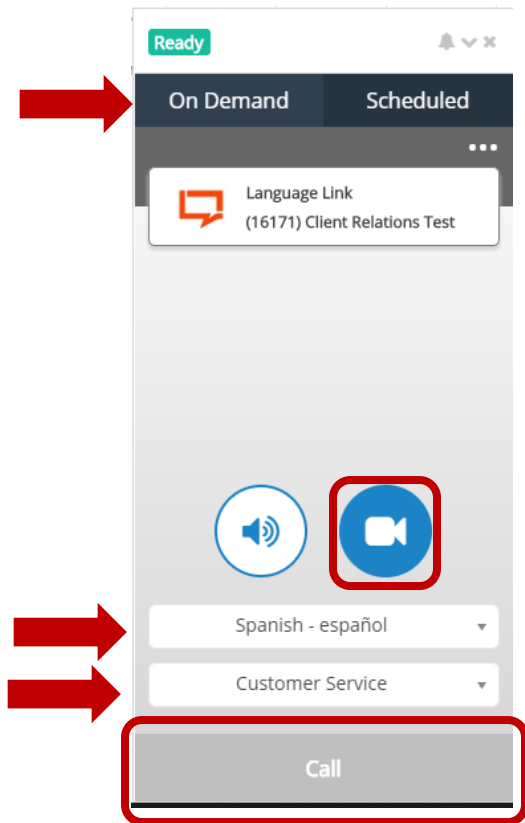 Ready
On Demand
Scheduled
Language Link
(16171) Client Relations Test
Spanish - español
Customer Service
Call